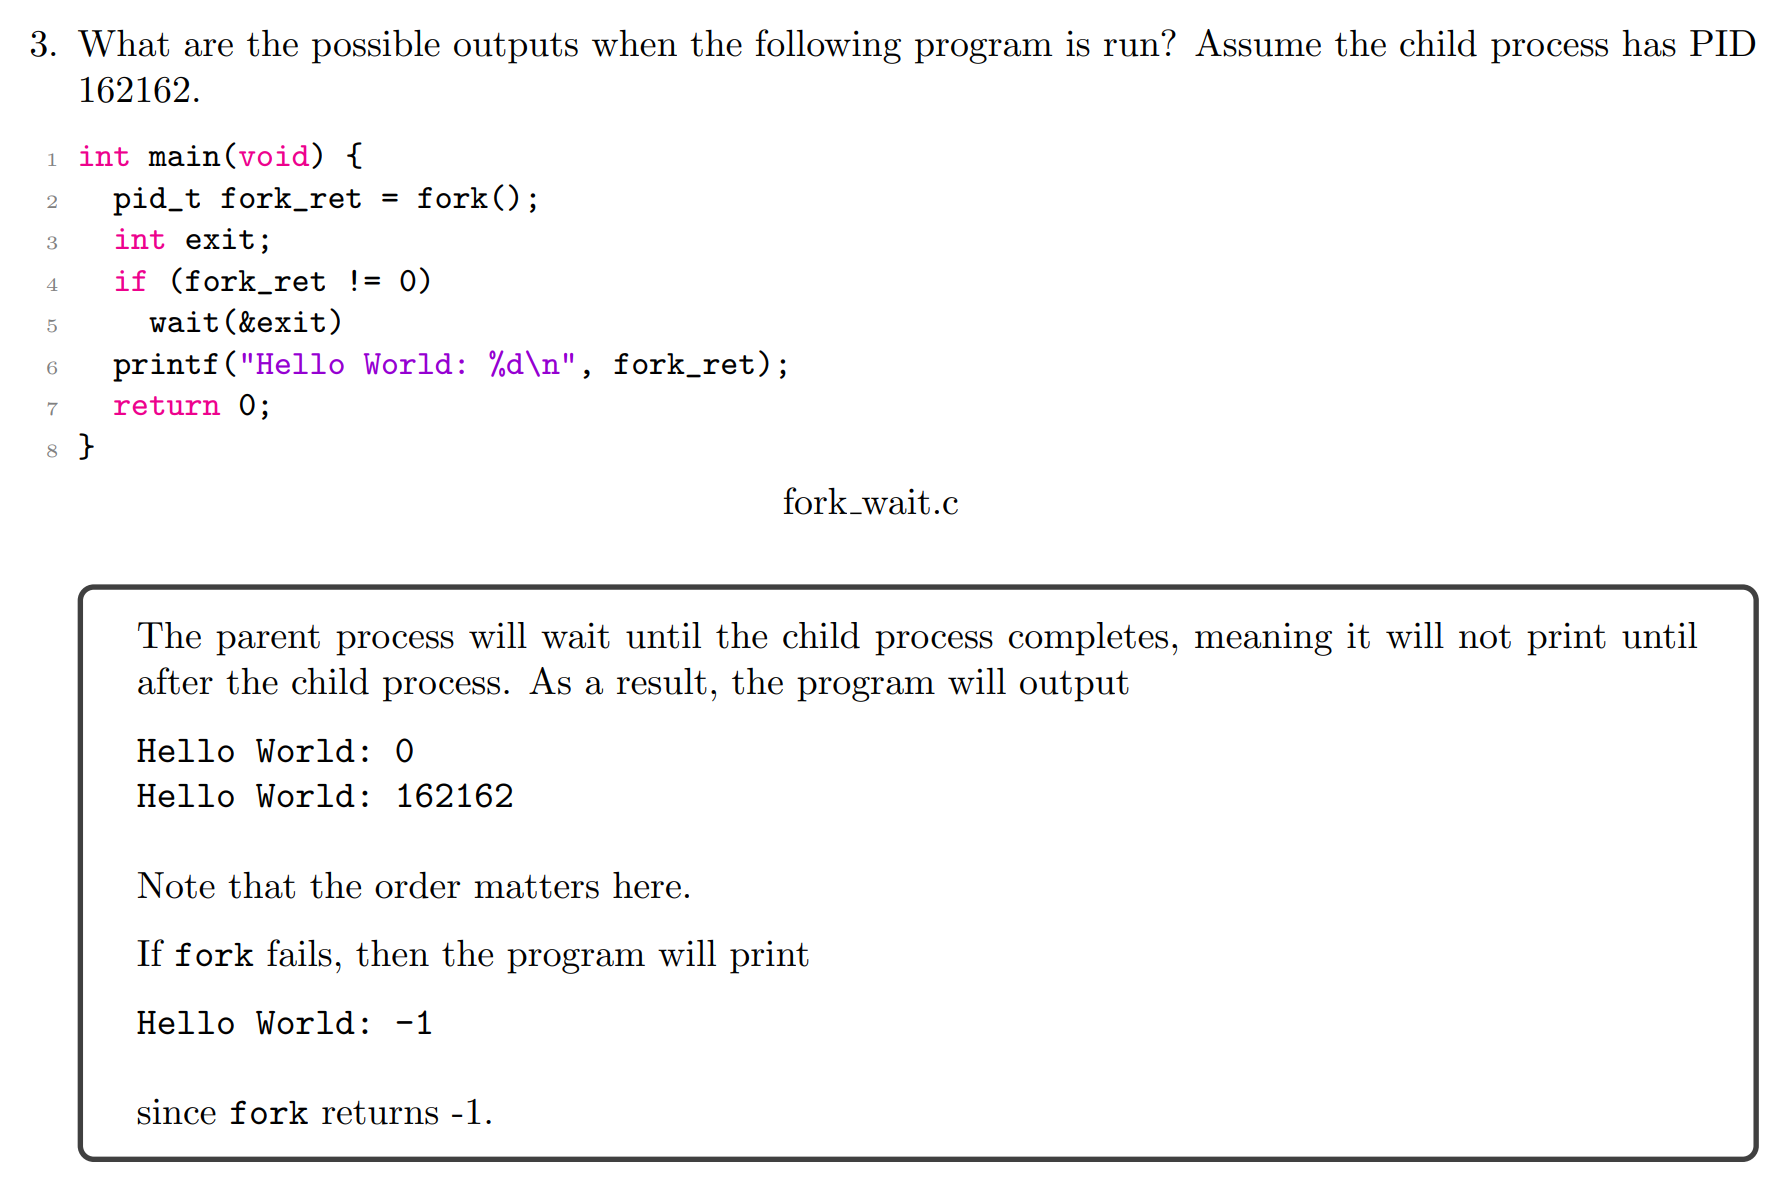 3. What are the possible outputs when the following program is run? Assume the child process has PID
162162.
1 int main(void) {
2   pid_t fork_ret = fork();
3   int exit;
4   if (fork_ret != 0)
5     wait(&exit)
6   printf("Hello World: %d\n", fork_ret);
7   return 0;
8 }
fork_wait.c
The parent process will wait until the child process completes, meaning it will not print until
after the child process. As a result, the program will output
Hello World: 0
Hello World: 162162
Note that the order matters here.
If fork fails, then the program will print
Hello World: -1
since fork returns -1.